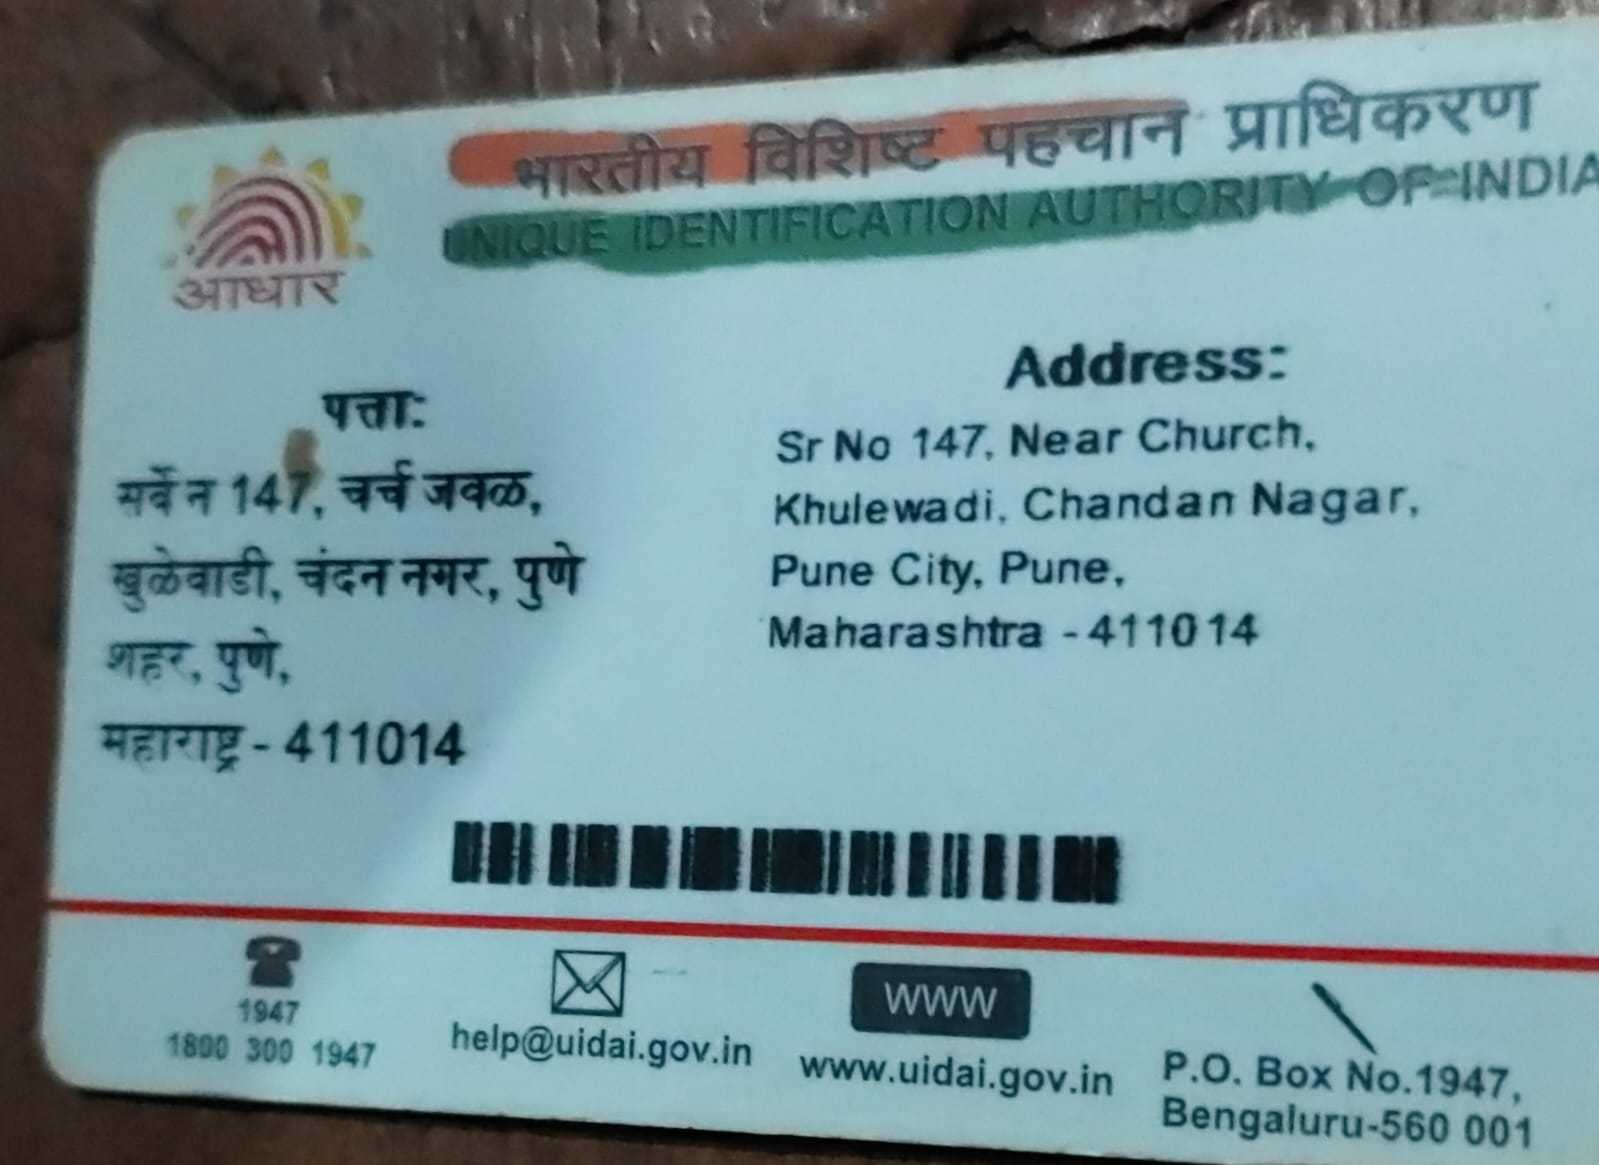 भारतीय विशिष्ट पहचान प्राधिकरण
UNIQUE IDENTIFICATION AUTHORITY OF INDIA
आधार
पत्ता:
सर्वे न 147, चर्च जवळ,
खुळेवाडी, चंदन नगर, पुणे
शहर, पुणे,
महाराष्ट्र - 411014
Address:
Sr No 147, Near Church,
Khulewadi, Chandan Nagar,
Pune City, Pune,
Maharashtra - 411014
1947
1800 300 1947
help@uidai.gov.in
WWW
www.uidai.gov.in
P.O. Box No.1947,
Bengaluru-560 001